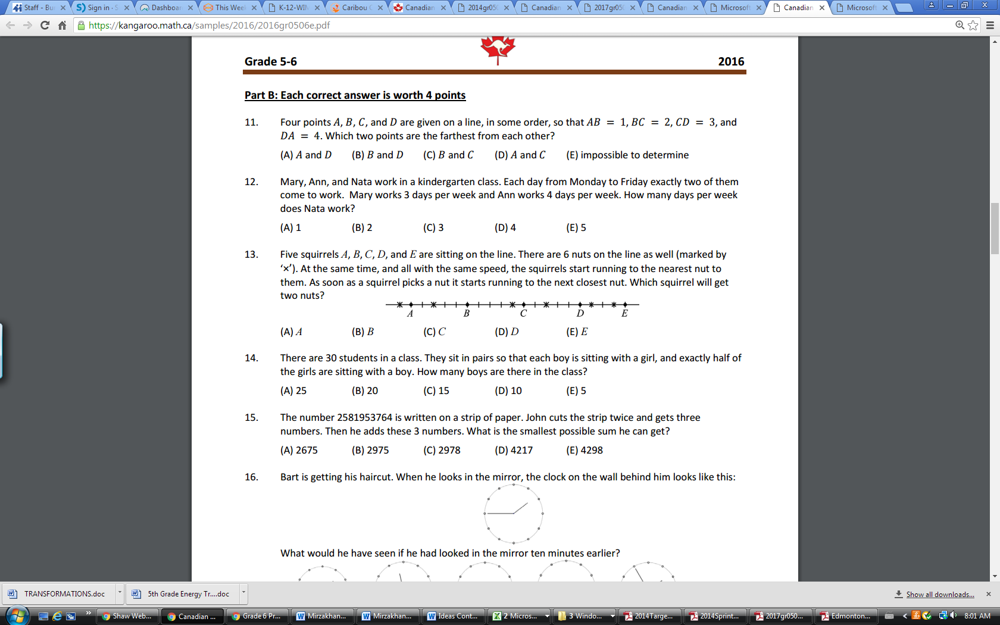 Staff - Bu
Sign in · S
Dashboar
This Weel
K-12-WIN
Caribou C
Canadian
2014gr050
Canadian
2017gr050
Canadian
Microsoft
Canadian
Microsoft
https://kangaroo.math.ca/samples/2016/2016gr0506e.pdf
Grade 5-6 2016
Part B: Each correct answer is worth 4 points
11. Four points A, B, C, and D are given on a line, in some order, so that AB = 1, BC = 2, CD = 3, and
DA = 4. Which two points are the farthest from each other?
(A) A and D (B) B and D (C) B and C (D) A and C (E) impossible to determine
12. Mary, Ann, and Nata work in a kindergarten class. Each day from Monday to Friday exactly two of them
come to work. Mary works 3 days per week and Ann works 4 days per week. How many days per week
does Nata work?
(A) 1 (B) 2 (C) 3 (D) 4 (E) 5
13. Five squirrels A, B, C, D, and E are sitting on the line. There are 6 nuts on the line as well (marked by
‘×’). At the same time, and all with the same speed, the squirrels start running to the nearest nut to
them. As soon as a squirrel picks a nut it starts running to the next closest nut. Which squirrel will get
two nuts?
A B C D E
(A) A (B) B (C) C (D) D (E) E
14. There are 30 students in a class. They sit in pairs so that each boy is sitting with a girl, and exactly half of
the girls are sitting with a boy. How many boys are there in the class?
(A) 25 (B) 20 (C) 15 (D) 10 (E) 5
15. The number 2581953764 is written on a strip of paper. John cuts the strip twice and gets three
numbers. Then he adds these 3 numbers. What is the smallest possible sum he can get?
(A) 2675 (B) 2975 (C) 2978 (D) 4217 (E) 4298
16. Bart is getting his haircut. When he looks in the mirror, the clock on the wall behind him looks like this:
What would he have seen if he had looked in the mirror ten minutes earlier?
TRANSFORMATIONS.doc
5th Grade Energy Tr....doc
Show all downloads...
Shaw Web...
Canadian ...
Grade 6 Pr...
Mirzakhan...
Mirzakhan...
Ideas Cont...
2 Micros...
3 Windo...
2014Targe...
2014Sprint...
2017gr050...
Edmonton...
8:01 AM